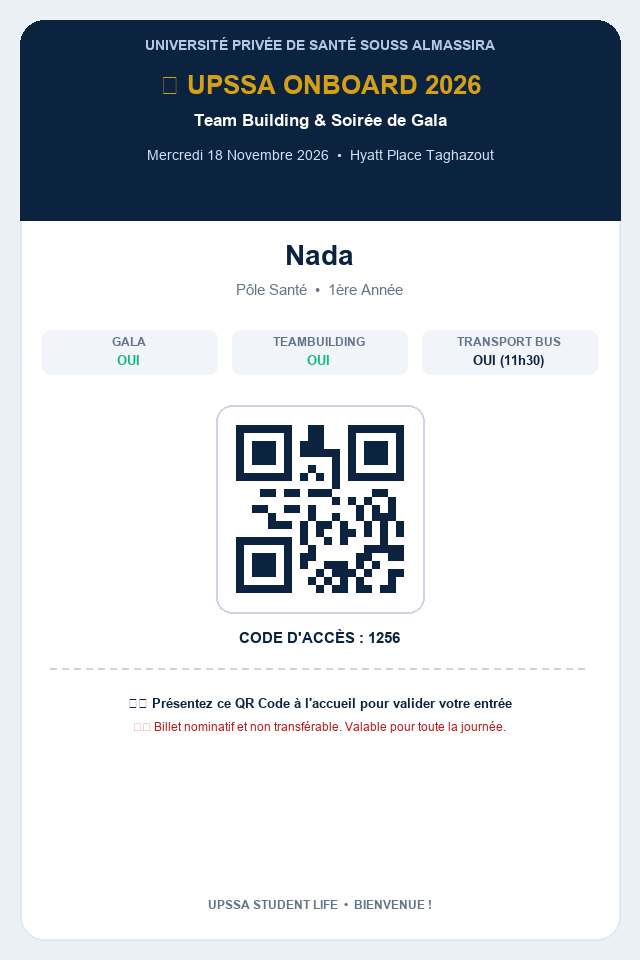 UNIVERSITÉ PRIVÉE DE SANTÉ SOUSS ALMASSIRA
UPSSA ONBOARD 2026
Team Building & Soirée de Gala
Mercredi 18 Novembre 2026 • Hyatt Place Taghazout
Nada
Pôle Santé • 1ère Année
GALA
OUI
TEAMBUILDING
OUI
TRANSPORT BUS
OUI (11h30)
CODE D'ACCÈS : 1256
Présentez ce QR Code à l'accueil pour valider votre entrée
Billet nominatif et non transférable. Valable pour toute la journée.
UPSSA STUDENT LIFE • BIENVENUE !